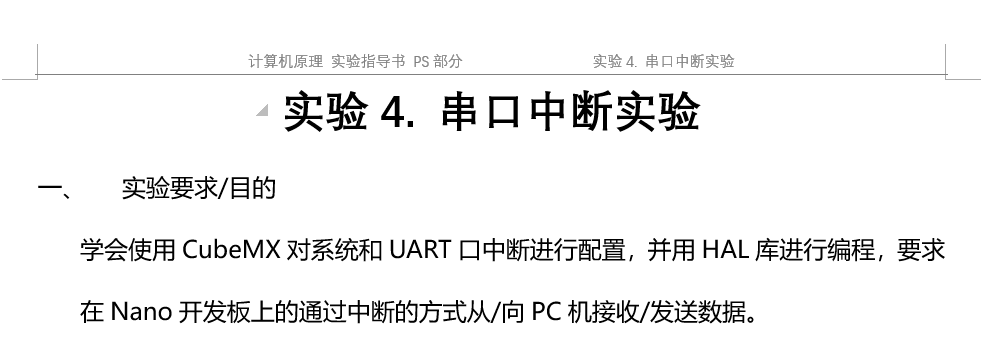 计算机原理 实验指导书 PS 部分 实验 4. 串口中断实验
实验 4. 串口中断实验
一、 实验要求/目的
学会使用 CubeMX 对系统和 UART 口中断进行配置，并用 HAL 库进行编程，要求
在 Nano 开发板上的通过中断的方式从/向 PC 机接收/发送数据。